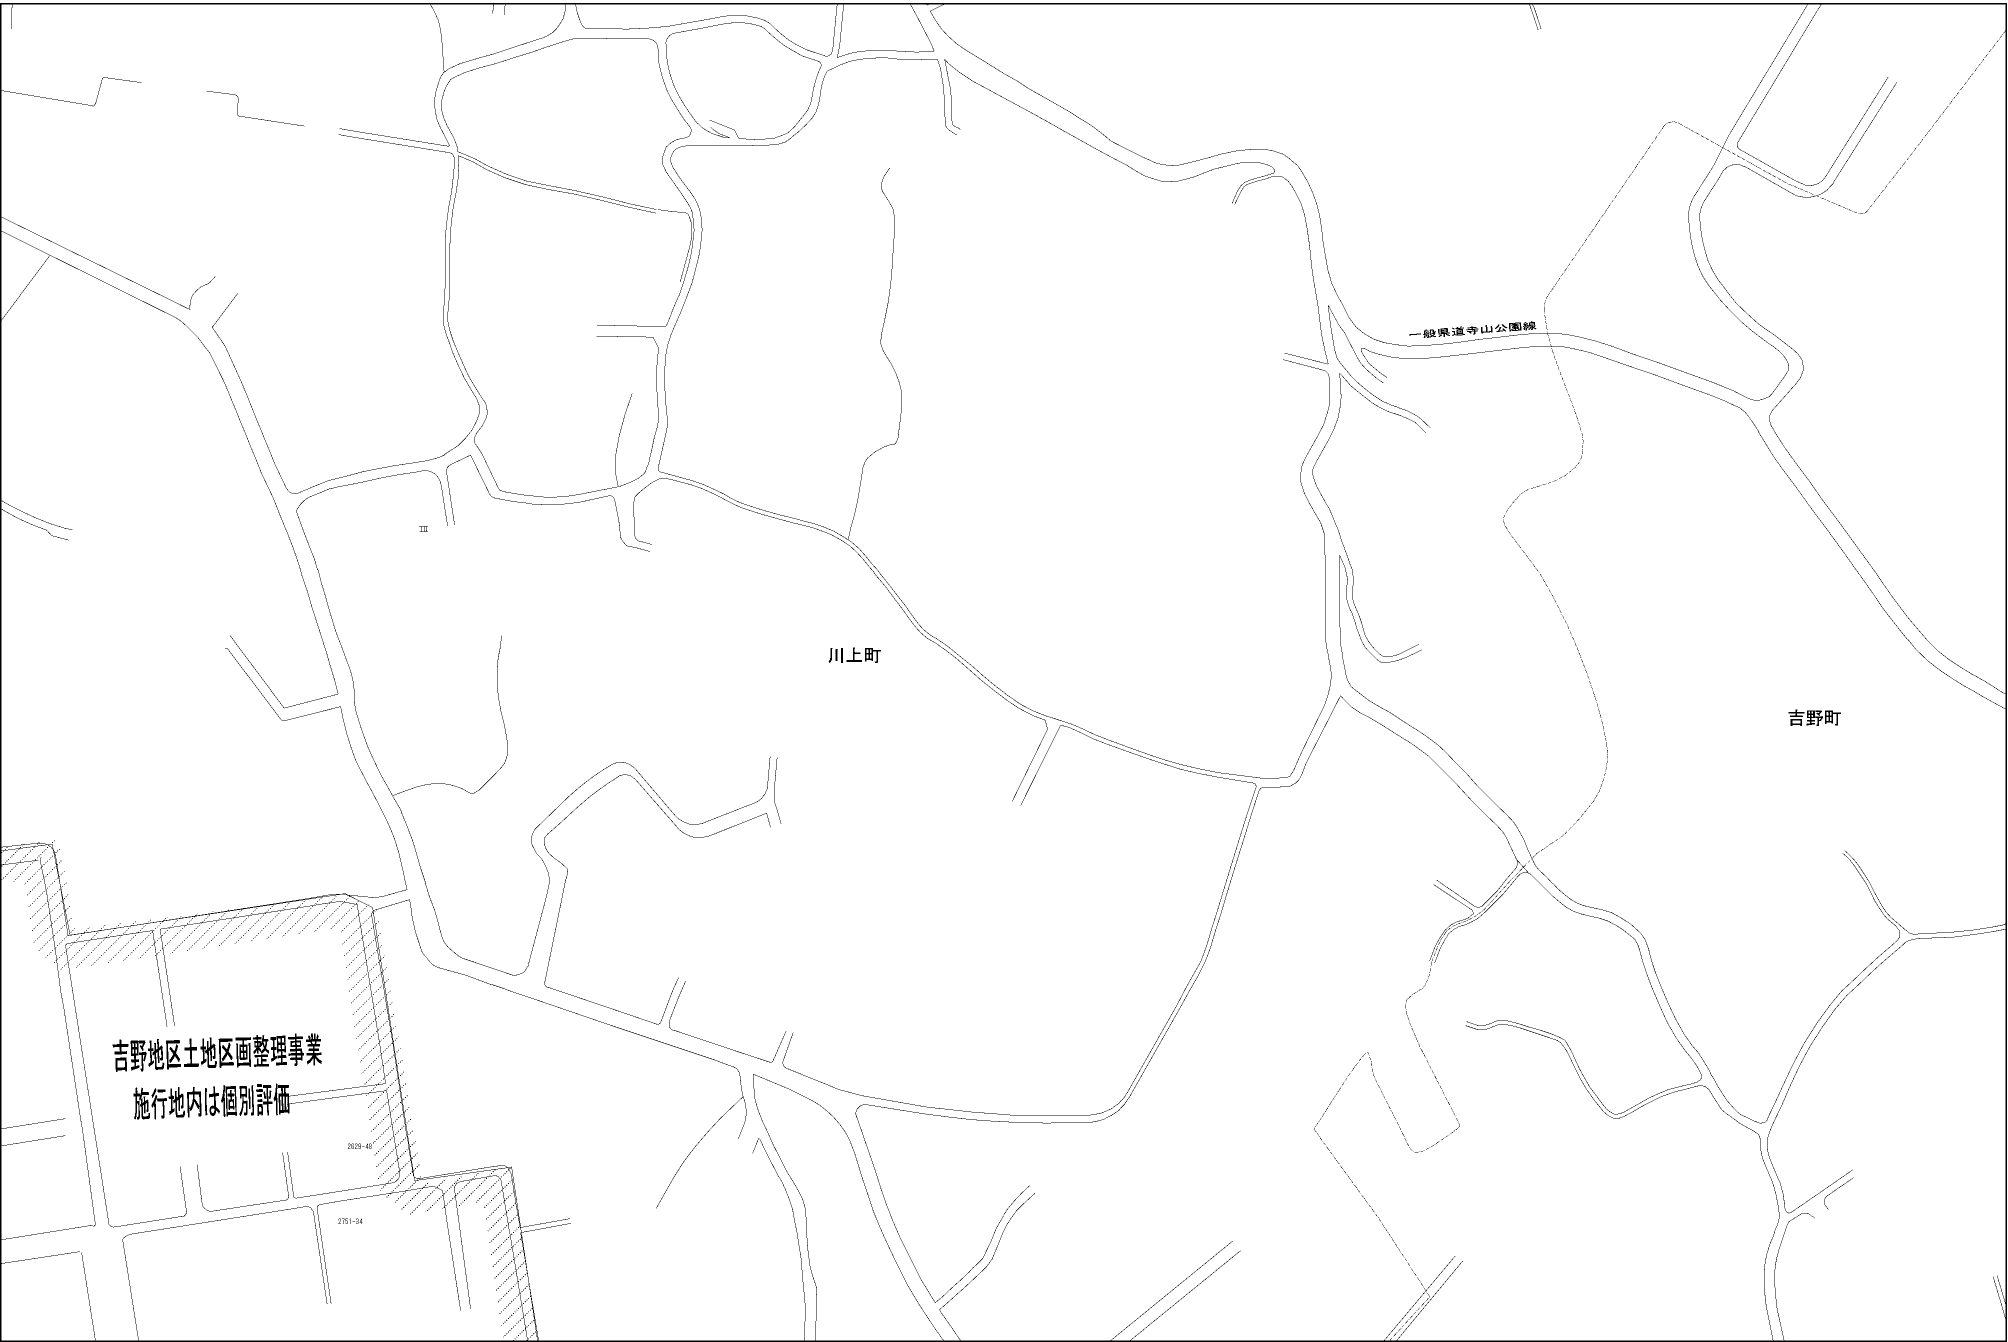 一般県道寺山公園線
III
川上町
吉野町
吉野地区土地区画整理事業
施行地内は個別評価
2629-48
2751-34